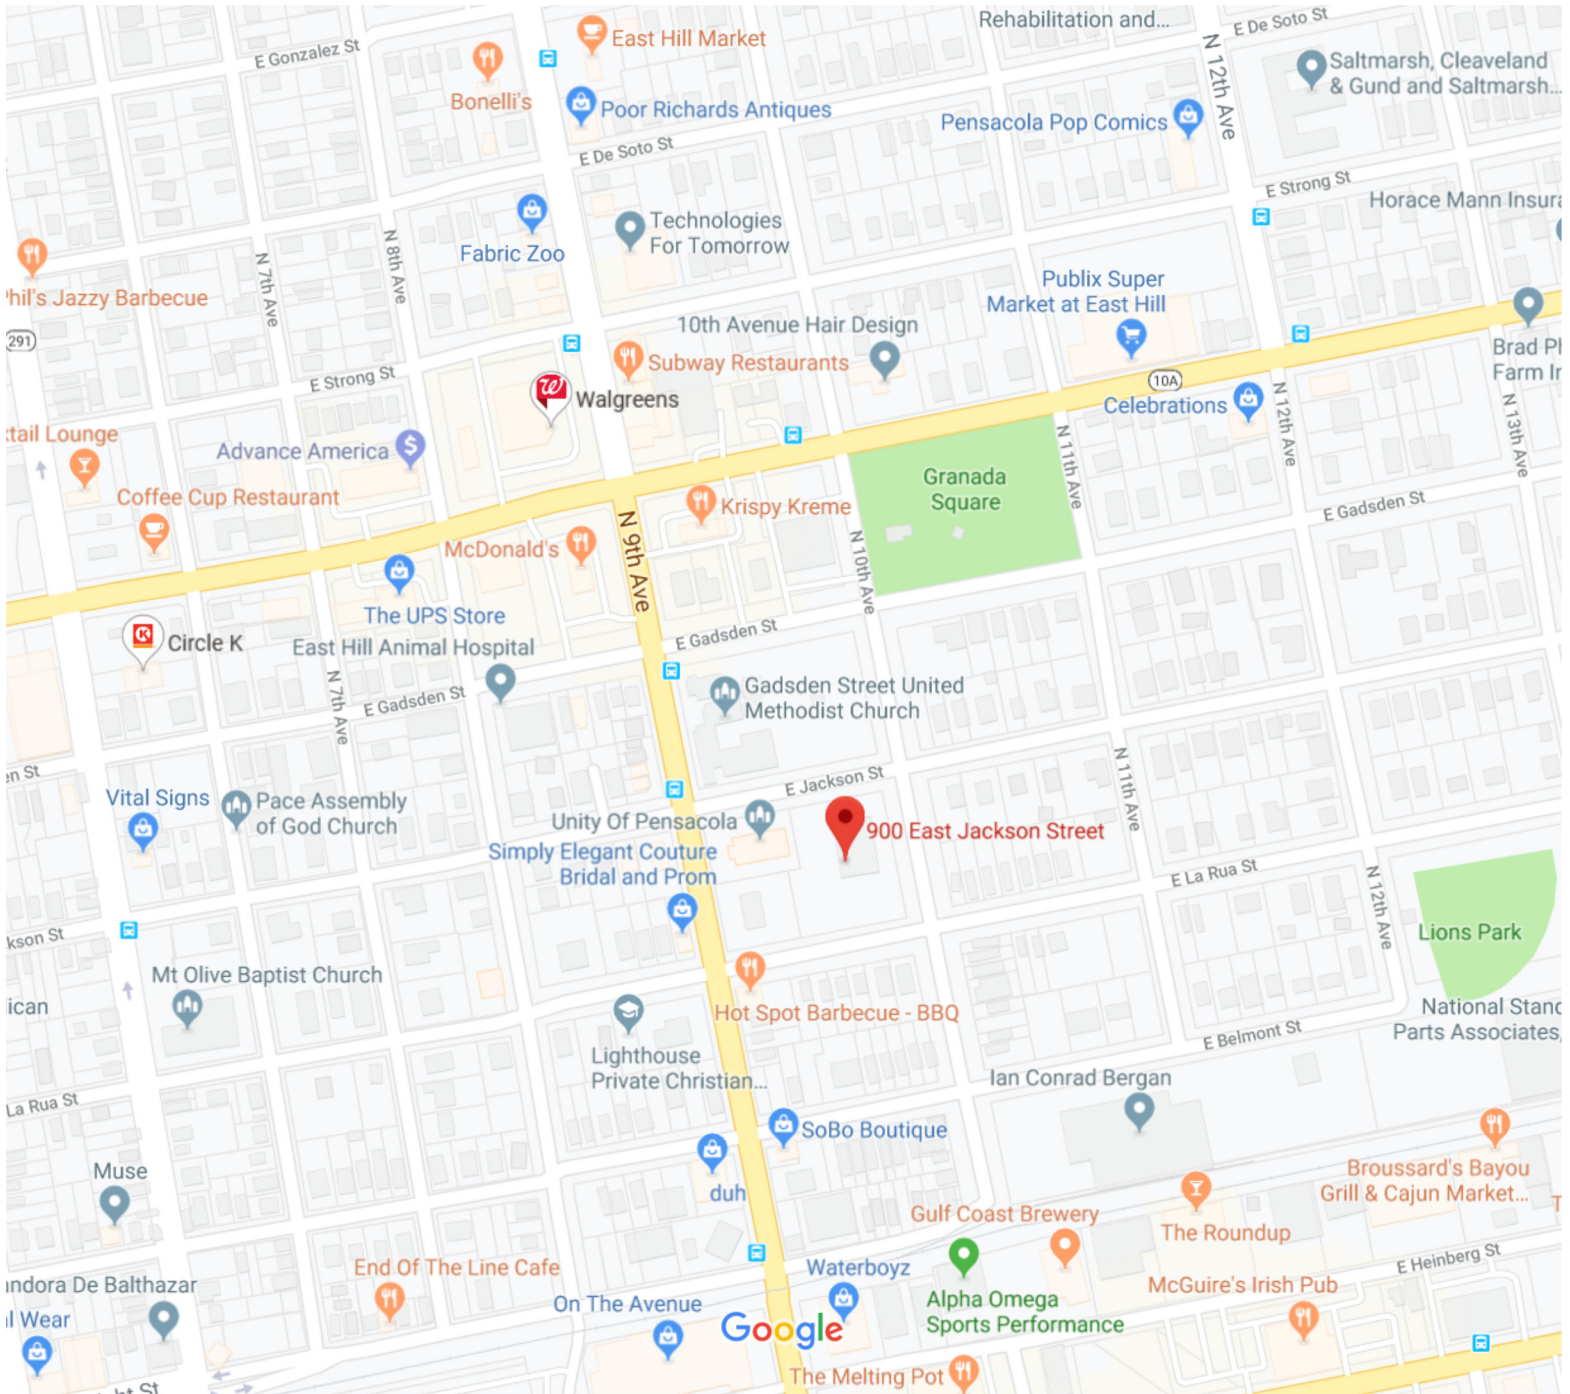 Rehabilitation and...
E De Soto St
E Gonzalez St
East Hill Market
N 12th Ave
Saltmarsh, Cleaveland
& Gund and Saltmarsh...
Bonelli's
Poor Richards Antiques
Pensacola Pop Comics
E De Soto St
E Strong St
Horace Mann Insura
Technologies
For Tomorrow
N 8th Ave
N 7th Ave
Fabric Zoo
Publix Super
Market at East Hill
hil's Jazzy Barbecue
10th Avenue Hair Design
291
Brad Ph
Farm In
Subway Restaurants
E Strong St
10A
Walgreens
Celebrations
N 12th Ave
N 13th Ave
tail Lounge
Advance America
N 11th Ave
Granada
Square
Coffee Cup Restaurant
Krispy Kreme
E Gadsden St
McDonald's
N 9th Ave
N 10th Ave
The UPS Store
Circle K
East Hill Animal Hospital
E Gadsden St
N 7th Ave
E Gadsden St
Gadsden Street United
Methodist Church
en St
E Jackson St
N 11th Ave
Vital Signs
Pace Assembly
of God Church
Unity Of Pensacola
900 East Jackson Street
Simply Elegant Couture
Bridal and Prom
E La Rua St
N 12th Ave
kson St
Lions Park
Mt Olive Baptist Church
ican
Hot Spot Barbecue - BBQ
National Stand
Parts Associates,
E Belmont St
Lighthouse
Private Christian...
Ian Conrad Bergan
La Rua St
SoBo Boutique
Muse
duh
Broussard's Bayou
Grill & Cajun Market...
Gulf Coast Brewery
The Roundup
End Of The Line Cafe
Waterboyz
E Heinberg St
andora De Balthazar
McGuire's Irish Pub
l Wear
On The Avenue
Google
Alpha Omega
Sports Performance
The Melting Pot
ht St